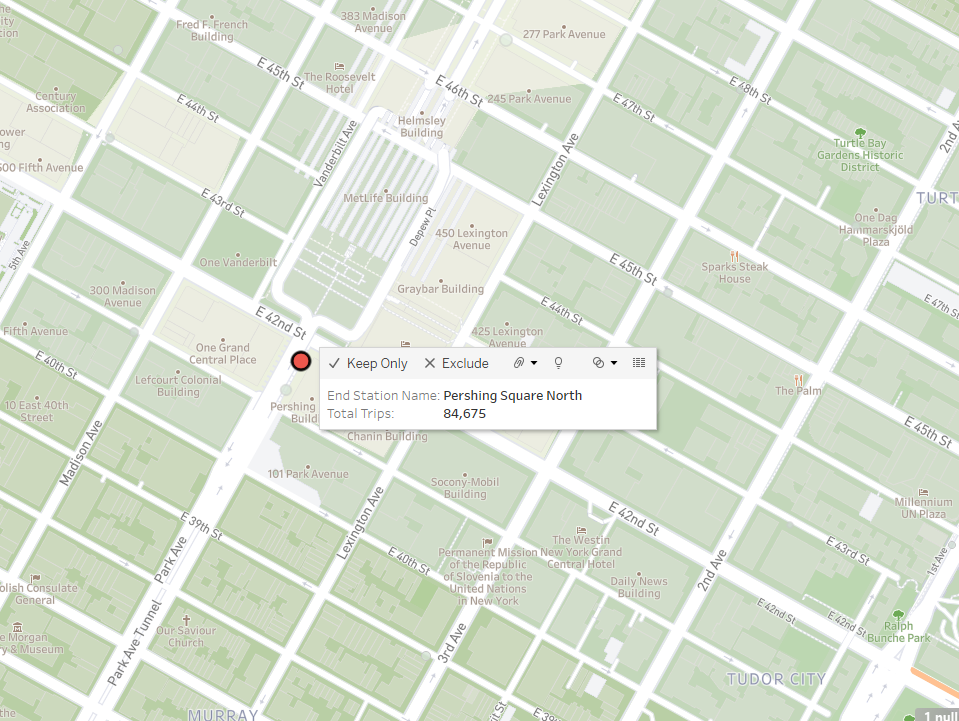 383 Madison
Avenue
Fred F. French
Building
277 Park Avenue
E 45th St
The Roosevelt
Hotel
E 46th St
E 48th St
Century
Association
E 44th St
245 Park Avenue
E 47th St
Helmsley
Building
2nd A
Vanderbilt Ave
Lexington Ave
Turtle Bay
Gardens Historic
District
500 Fifth Avenue
MetLife Building
E 43rd St
TURT
Depew Pl
One Dag
Hammarskjöld
Plaza
450 Lexington
Avenue
5th Ave
One Vanderbilt
E 45th St
Sparks Steak
House
300 Madison
Avenue
Graybar Building
E 47th St
E 42nd St
E 44th St
Fifth Avenue
425 Lexington
Avenue
One Grand
Central Place
E 40th St
Keep Only
Exclude
Lefcourt Colonial
Building
End Station Name: Pershing Square North
Total Trips: 84,675
The Palm
10 East 40th
Street
Pershing
Buildi
Chanin Building
E 45th St
Madison Ave
101 Park Avenue
Socony-Mobil
Building
Millennium
UN Plaza
Lexington Ave
E 42nd St
E 39th St
E 43rd St
The Westin
New York Grand
Central Hotel
Permanent Mission
of the Republic
of Slovenia to the
United Nations
in New York
E 40th St
Park Ave
2nd Ave
1st Ave
Daily News
Building
olish Consulate
General
E 42nd St
E 42nd St
Park Ave Tunnel
Our Saviour
Church
3rd Ave
Ralph
Bunche Park
e Morgan
ry & Museum
TUDOR CITY
MURRAY
E 39
1 null